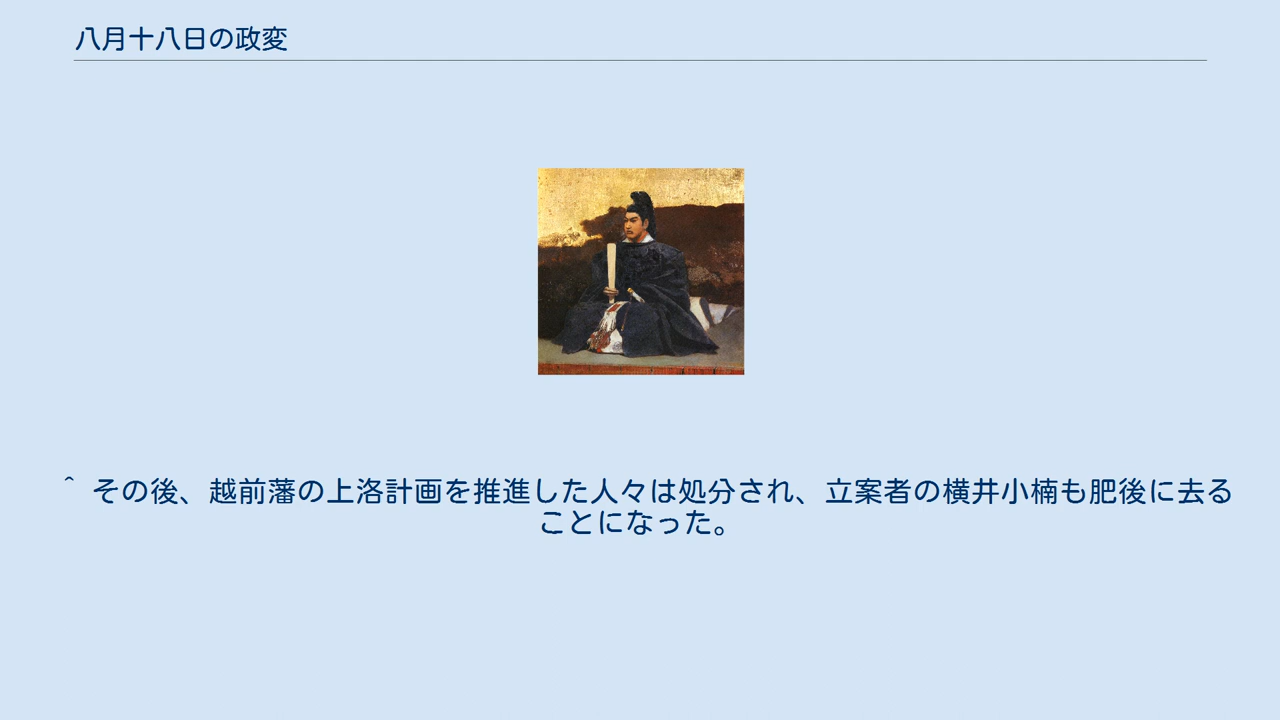 八月十八日の政変
^ その後、越前藩の上洛計画を推進した人々は処分され、立案者の横井小楠も肥後に去る
ことになった。